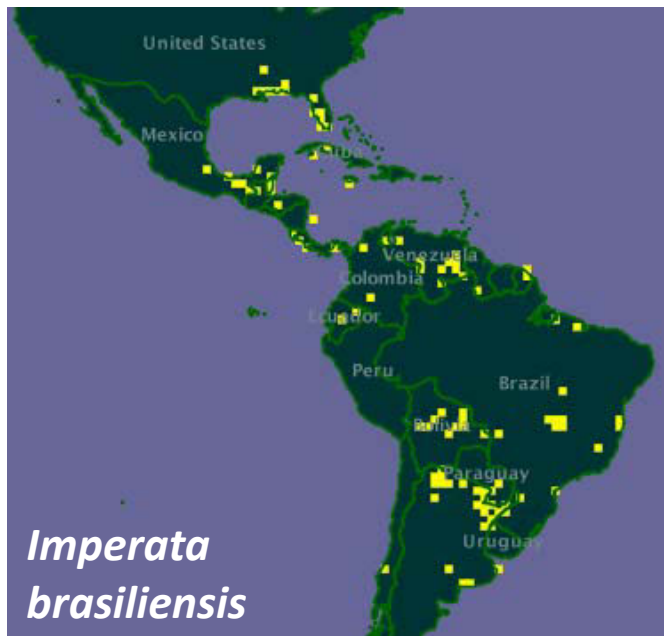 United States
Mexico
Cuba
Venezuela
Colombia
Ecuador
Peru
Brazil
Bolivia
Paraguay
Uruguay
Imperata
brasiliensis